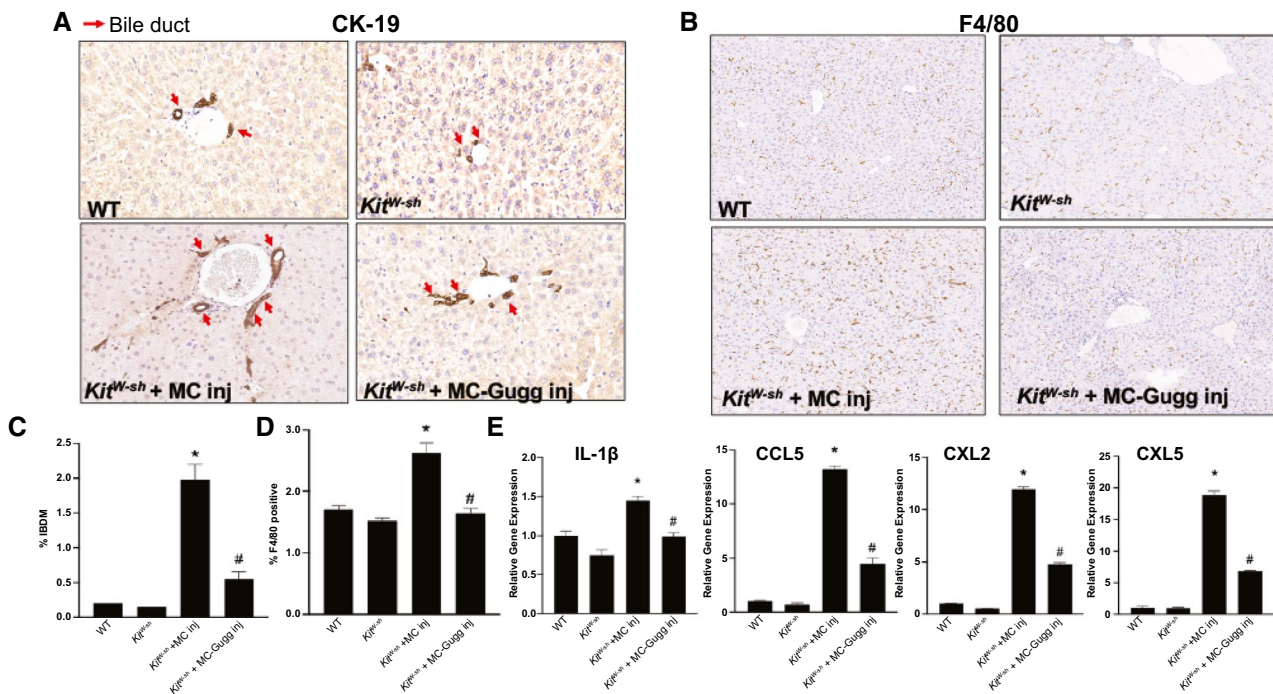 A
Bile duct
CK-19
WT
Kit^W-sh
Kit^W-sh + MC inj
Kit^W-sh + MC-Gugg inj
B
F4/80
WT
Kit^W-sh
Kit^W-sh + MC inj
Kit^W-sh + MC-Gugg inj
C
% IBDM
2.5
2.0
1.5
1.0
0.5
0.0
*
#
WT
Kit^W-sh
Kit^W-sh +MC inj
Kit^W-sh + MC-Gugg inj
D
% F4/80 positive
3.0
2.0
1.0
0.0
*
#
WT
Kit^W-sh
Kit^W-sh +MC inj
Kit^W-sh + MC-Gugg inj
E
IL-1β
Relative Gene Expression
2.0
1.5
1.0
0.5
0.0
*
#
WT
Kit^W-sh
Kit^W-sh +MC inj
Kit^W-sh + MC-Gugg inj
CCL5
Relative Gene Expression
15
10
5
0
*
#
WT
Kit^W-sh
Kit^W-sh +MC inj
Kit^W-sh + MC-Gugg inj
CXL2
Relative Gene Expression
15
10
5
0
*
#
WT
Kit^W-sh
Kit^W-sh +MC inj
Kit^W-sh + MC-Gugg inj
CXL5
Relative Gene Expression
25
20
15
10
5
0
*
#
WT
Kit^W-sh
Kit^W-sh +MC inj
Kit^W-sh + MC-Gugg inj